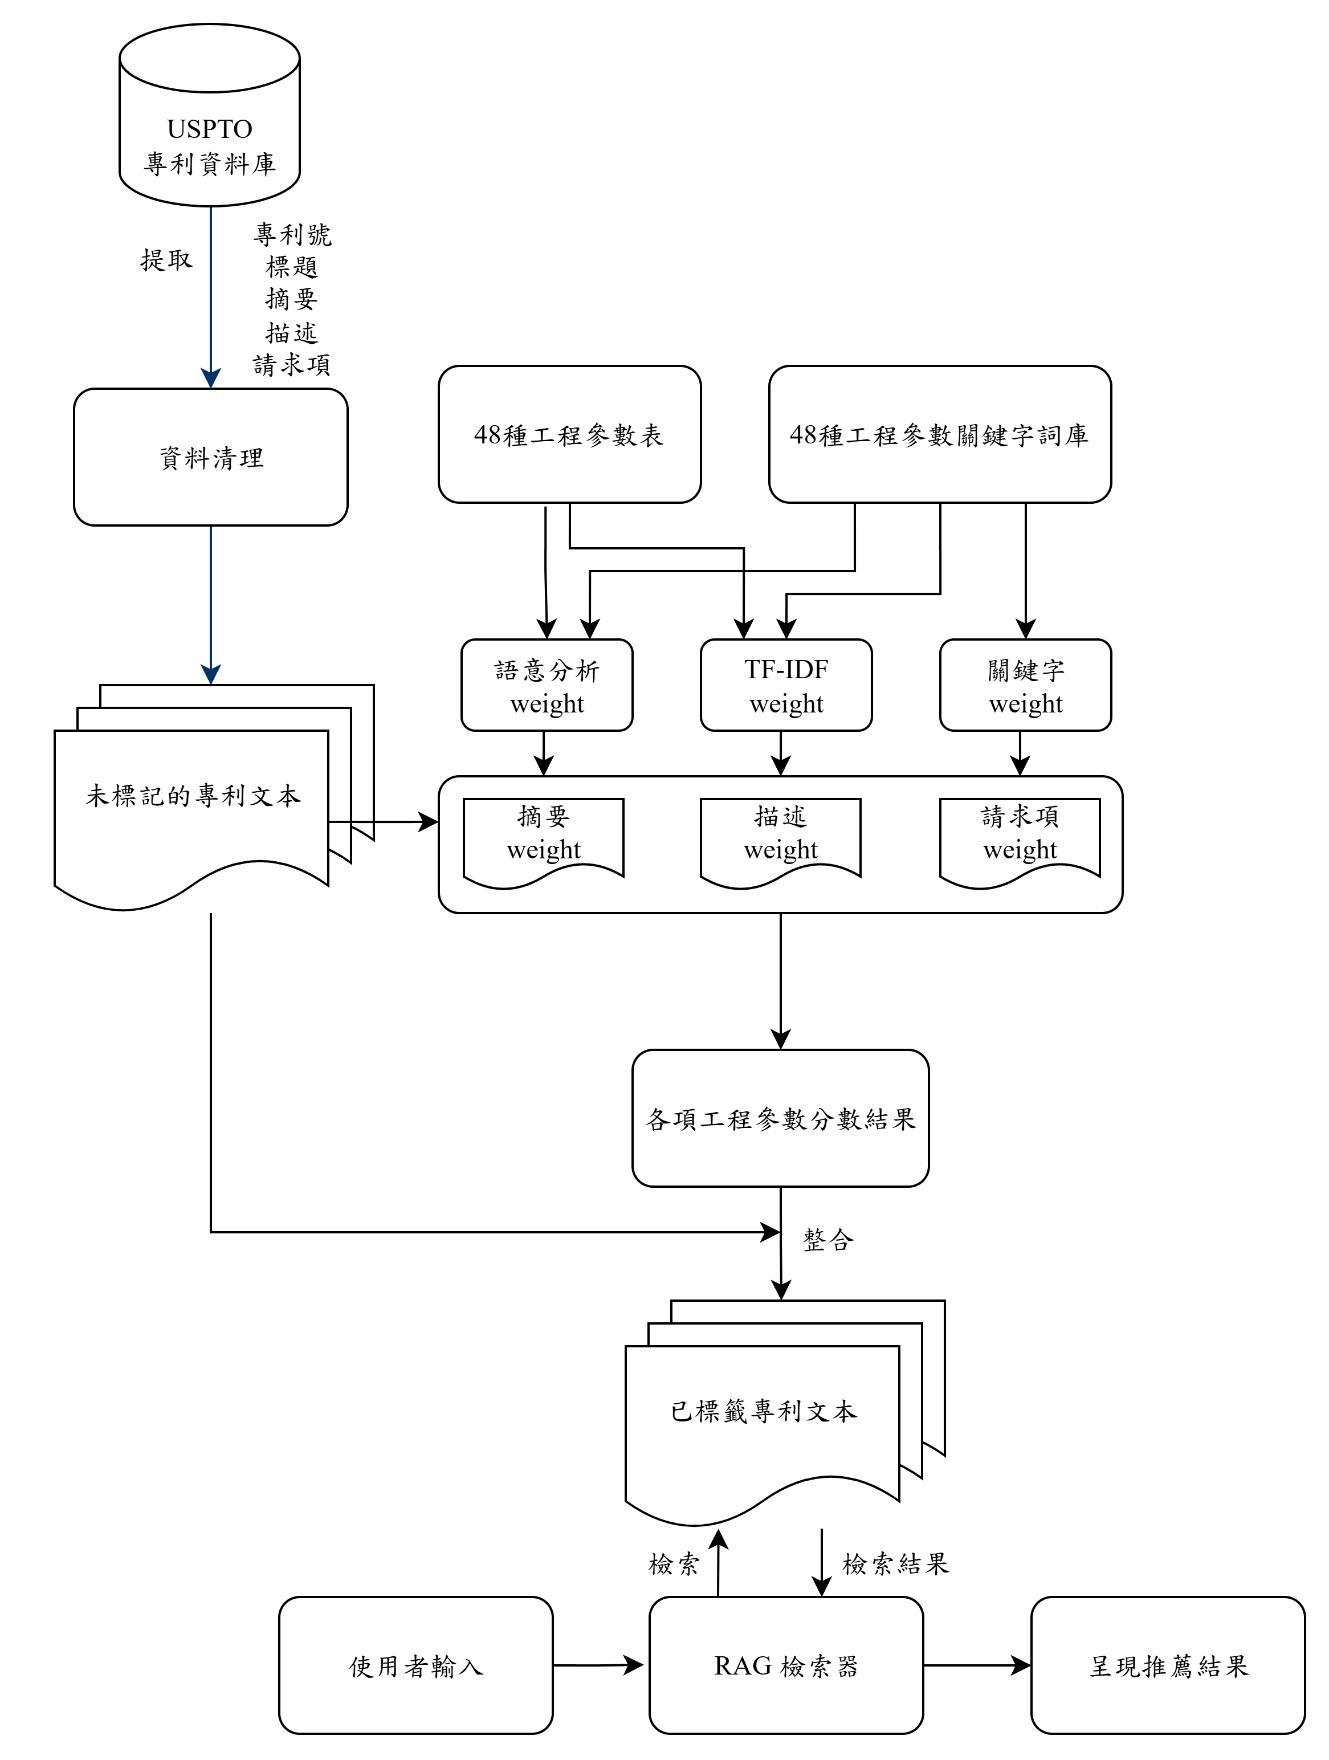 USPTO
專利資料庫
提取
專利號
標題
摘要
描述
請求項
資料清理
48種工程參數表
48種工程參數關鍵字詞庫
語意分析
weight
TF-IDF
weight
關鍵字
weight
未標記的專利文本
摘要
weight
描述
weight
請求項
weight
各項工程參數分數結果
整合
已標籤專利文本
檢索
檢索結果
使用者輸入
RAG 檢索器
呈現推薦結果